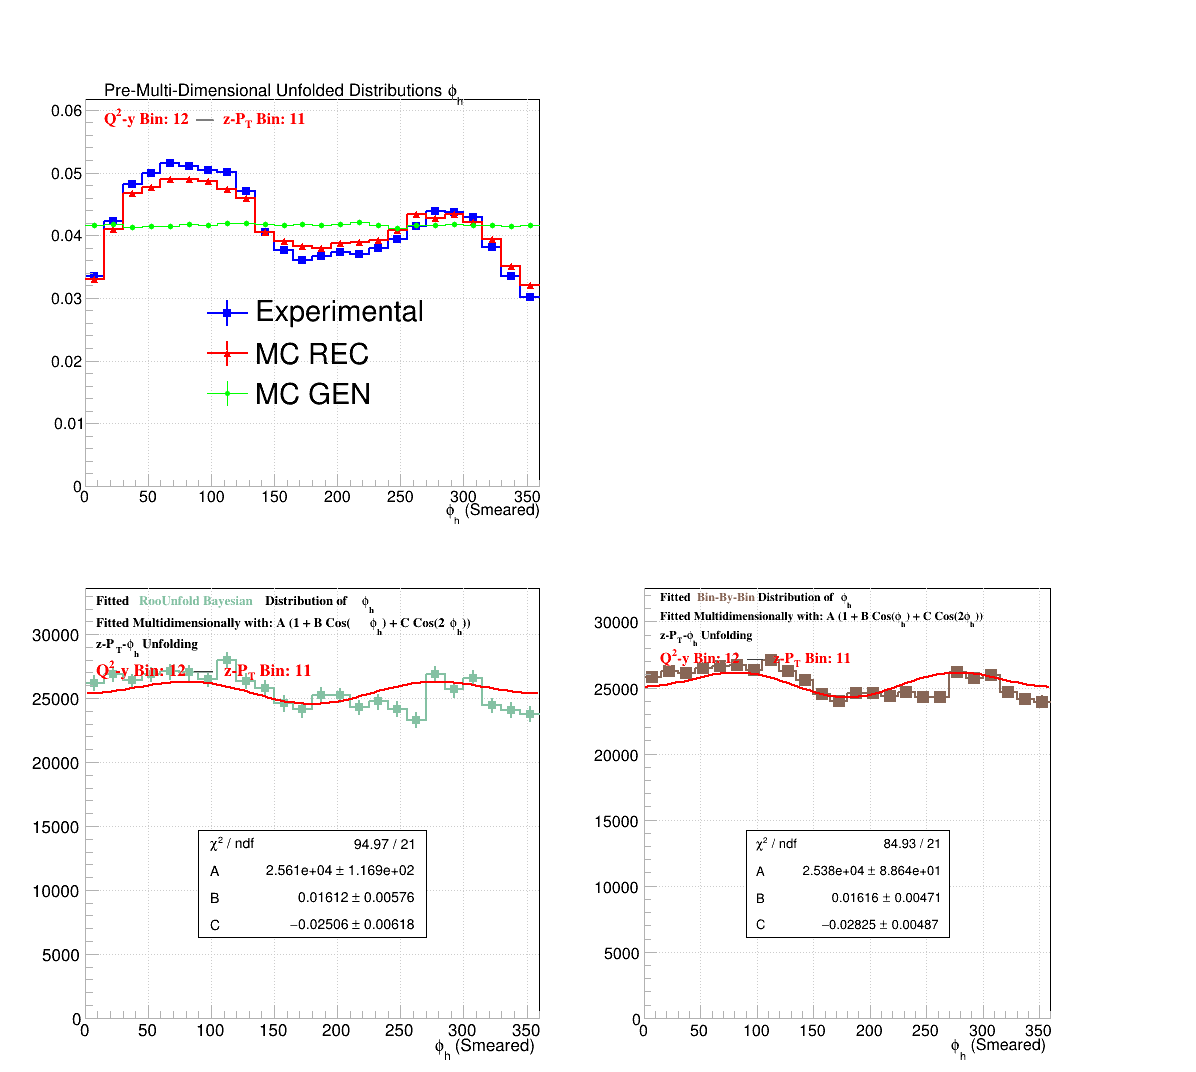 Pre-Multi-Dimensional Unfolded Distributions ϕh
Q2-y Bin: 12 — z-PT Bin: 11
0.06
0.05
0.04
0.03
0.02
0.01
0
Experimental
MC REC
MC GEN
0 50 100 150 200 250 300 350
ϕh (Smeared)
Fitted RooUnfold Bayesian Distribution of ϕh
Fitted Multidimensionally with: A (1 + B Cos( ϕh) + C Cos(2 ϕh))
z-PT-ϕh Unfolding
Q2-y Bin: 12 — z-PT Bin: 11
30000
25000
20000
15000
10000
5000
0
χ2 / ndf 94.97 / 21
A 2.561e+04 ± 1.169e+02
B 0.01612 ± 0.00576
C −0.02506 ± 0.00618
0 50 100 150 200 250 300 350
ϕh (Smeared)
Fitted Bin-By-Bin Distribution of ϕh
Fitted Multidimensionally with: A (1 + B Cos(ϕh) + C Cos(2ϕh))
z-PT-ϕh Unfolding
Q2-y Bin: 12 — z-PT Bin: 11
30000
25000
20000
15000
10000
5000
0
χ2 / ndf 84.93 / 21
A 2.538e+04 ± 8.864e+01
B 0.01616 ± 0.00471
C −0.02825 ± 0.00487
0 50 100 150 200 250 300 350
ϕh (Smeared)